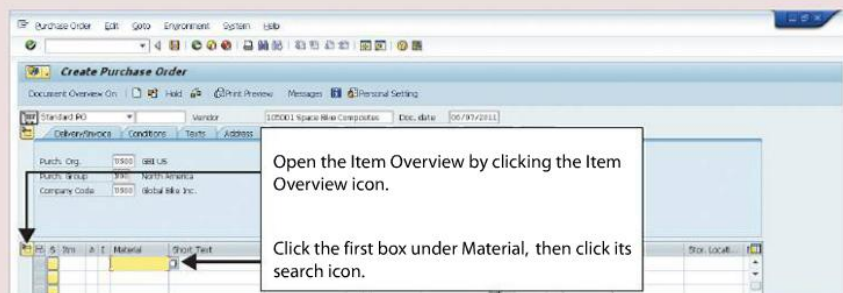 Purchase Order Edit Goto Environment System Help
Create Purchase Order
Document Overview On Hold Print Preview Messages Personal Setting
Standard PO Vendor 105001 Space Bike Composites Doc. date 06/07/2011
Delivery/Invoice Conditions Texts Address
Open the Item Overview by clicking the Item
Overview icon.
Purch. Org. US00 GBI US
Purch. Group North America
Company Code US00 Global Bike Inc.
Click the first box under Material, then click its
search icon.
S Itm A I Material Short Text Stor. Locati...